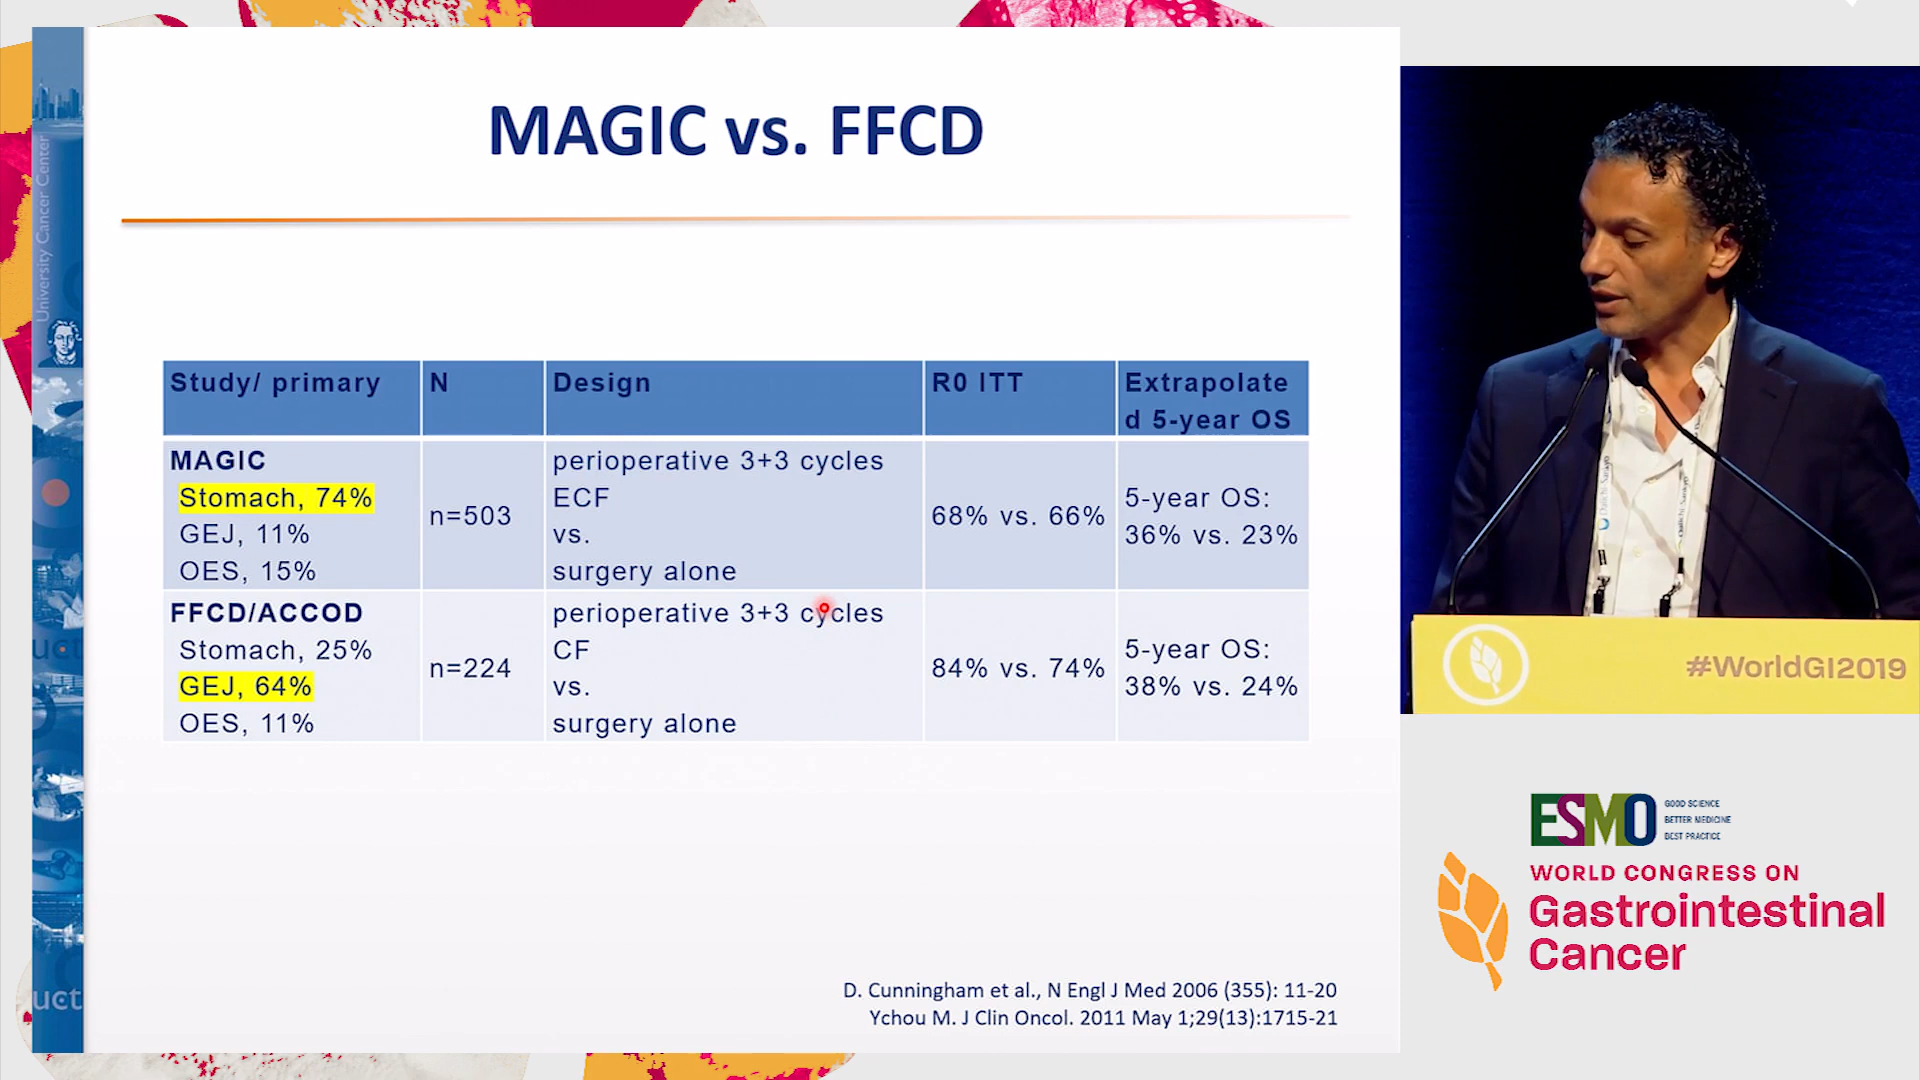 MAGIC vs. FFCD
University Cancer Center
Study/ primary
N
Design
R0 ITT
Extrapolate
d 5-year OS
MAGIC
Stomach, 74%
GEJ, 11%
OES, 15%
n=503
perioperative 3+3 cycles
ECF
vs.
surgery alone
68% vs. 66%
5-year OS:
36% vs. 23%
FFCD/ACCOD
Stomach, 25%
GEJ, 64%
OES, 11%
n=224
perioperative 3+3 cycles
CF
vs.
surgery alone
84% vs. 74%
5-year OS:
38% vs. 24%
D. Cunningham et al., N Engl J Med 2006 (355): 11-20
Ychou M. J Clin Oncol. 2011 May 1;29(13):1715-21
uct
uct
Daiichi-Sankyo
#WorldGI2019
ESMO
GOOD SCIENCE
BETTER MEDICINE
BEST PRACTICE
WORLD CONGRESS ON
Gastrointestinal
Cancer